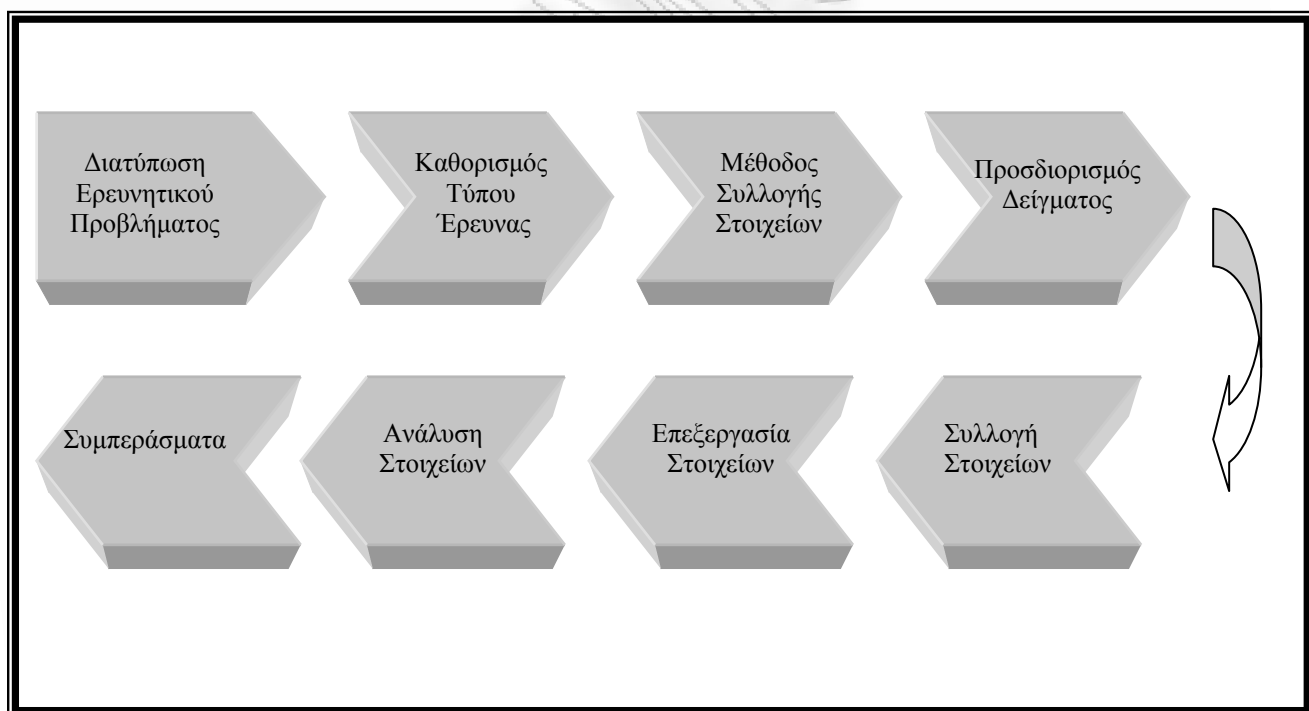 Διατύπωση
Ερευνητικού
Προβλήματος
Καθορισμός
Τύπου
Έρευνας
Μέθοδος
Συλλογής
Στοιχείων
Προσδιορισμός
Δείγματος
Συλλογή
Στοιχείων
Επεξεργασία
Στοιχείων
Ανάλυση
Στοιχείων
Συμπεράσματα